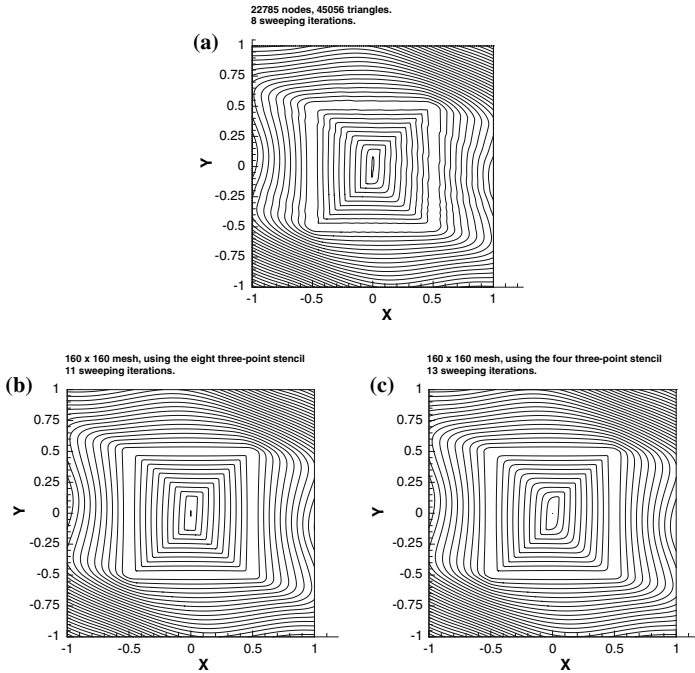 22785 nodes, 45056 triangles.
8 sweeping iterations.
(a)
1
0.75
0.5
0.25
0
-0.25
-0.5
-0.75
-1
Y
-1 -0.5 0 0.5 1
X
160 x 160 mesh, using the eight three-point stencil
11 sweeping iterations.
(b)
1
0.75
0.5
0.25
0
-0.25
-0.5
-0.75
-1
Y
-1 -0.5 0 0.5 1
X
160 x 160 mesh, using the four three-point stencil
13 sweeping iterations.
(c)
1
0.75
0.5
0.25
0
-0.25
-0.5
-0.75
-1
Y
-1 -0.5 0 0.5 1
X